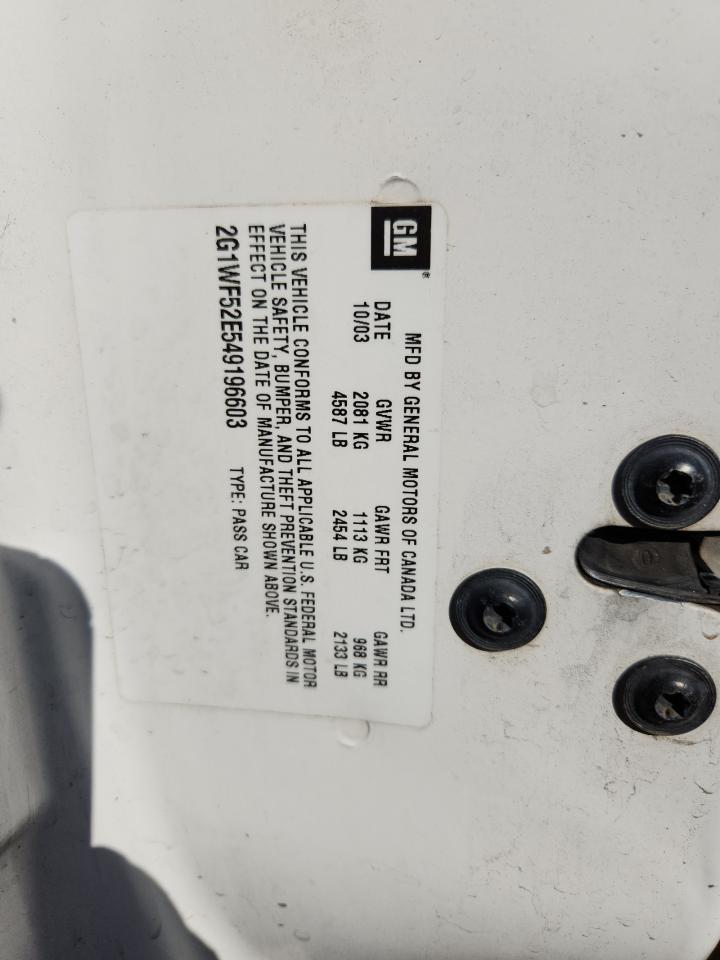 GM®
MFD BY GENERAL MOTORS OF CANADA LTD.
DATE GVWR GAWR FRT GAWR RR
10/03 2081 KG 1113 KG 968 KG
4587 LB 2454 LB 2133 LB
THIS VEHICLE CONFORMS TO ALL APPLICABLE U.S. FEDERAL MOTOR
VEHICLE SAFETY, BUMPER, AND THEFT PREVENTION STANDARDS IN
EFFECT ON THE DATE OF MANUFACTURE SHOWN ABOVE.
2G1WF52E549196603 TYPE: PASS CAR